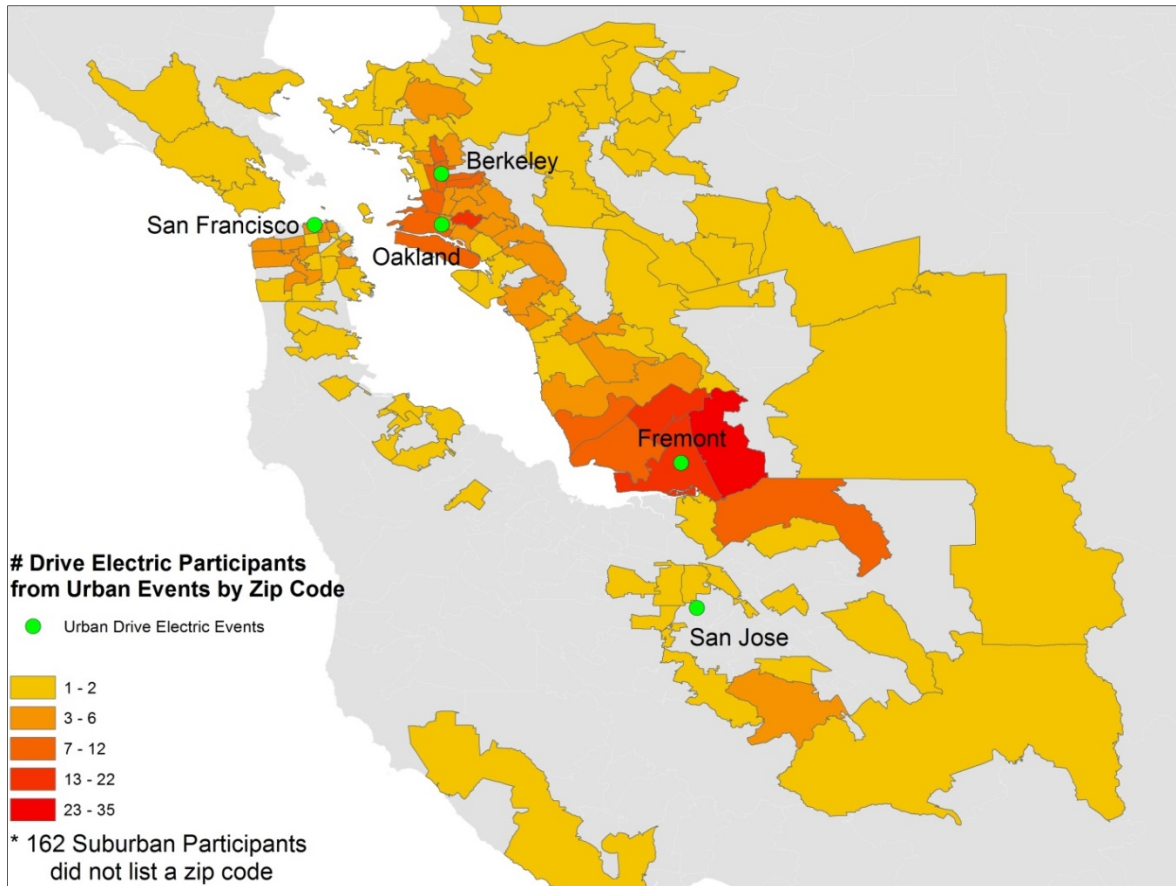 Berkeley
San Francisco
Oakland
Fremont
San Jose
# Drive Electric Participants
from Urban Events by Zip Code
Urban Drive Electric Events
1 - 2
3 - 6
7 - 12
13 - 22
23 - 35
* 162 Suburban Participants
did not list a zip code